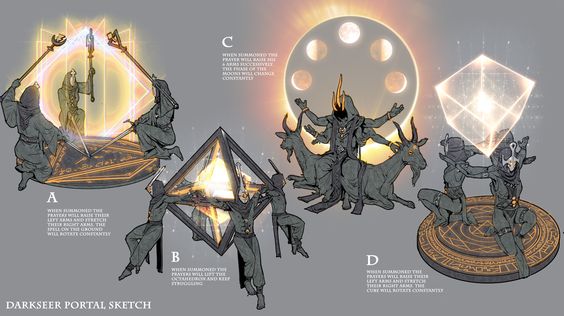 C
WHEN SUMMONED THE
PRAYER WILL RAISE HIS
6 ARMS SUCCESSIVELY.
THE PHASE OF THE
MOONS WILL CHANGE
CONSTANTLY
A
WHEN SUMMONED THE
PRAYERS WILL RAISE THEIR
LEFT ARMS AND STRETCH
THEIR RIGHT ARMS. THE
SPELL ON THE GROUND
WILL ROTATE CONSTANTLY
B
WHEN SUMMONED THE
PRAYERS WILL LIFT THE
OCTAHEDRON AND KEEP
STRUGGLING
D
WHEN SUMMONED THE
PRAYERS WILL RAISE THEIR
LEFT ARMS AND STRETCH
THEIR RIGHT ARMS. THE
CUBE WILL ROTATE CONSTANTLY
DARKSEER PORTAL SKETCH